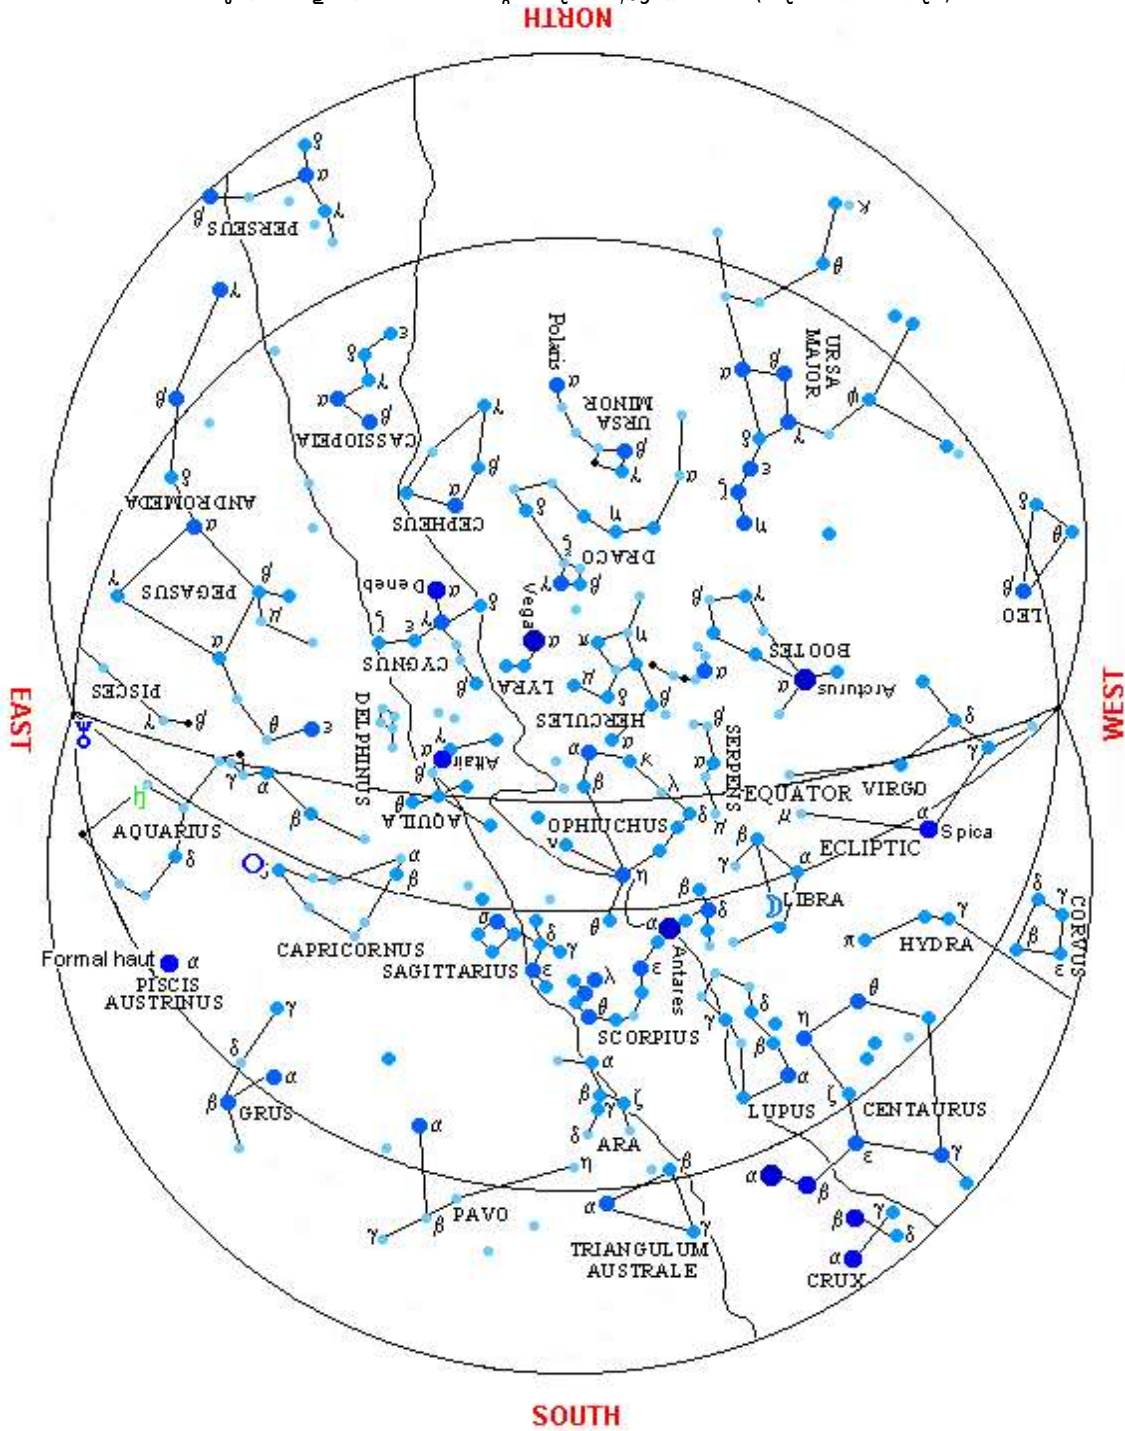 NORTH
δ
α
β
γ
PERSEUS
γ
β
δ
ANDROMEDA
α
ε
δ
γ
α
β
CASSIOPEIA
γ
β
α
CEPHEUS
Polaris
α
URSA
MINOR
β
γ
κ
θ
URSA
MAJOR
α
β
ψ
γ
δ
ε
ζ
η
α
η
δ
DRACO
ξ
γ
β
δ
θ
β
LEO
γ
PEGASUS
β
μ
α
θ
ε
Deneb
α
γ
δ
ε
ζ
CYGNUS
β
Vega
α
LYRA
π
η
μ
δ
β
HERCULES
α
β
γ
BOOTES
α
Arcturus
EAST
WEST
PISCES
γ
β
DELPHINUS
γ
α
Altair
β
θ
AQUILA
α
κ
β
λ
δ
OPHIUCHUS
ν
η
θ
β
α
SERPENS
μ
EQUATOR
VIRGO
δ
γ
α
Spica
μ
ECLIPTIC
γ
α
β
AQUARIUS
δ
β
γ
α
LIBRA
α
β
δ
CAPRICORNUS
σ
δ
γ
SAGITTARIUS
ε
β
δ
α
Antares
ε
λ
θ
SCORPIUS
π
γ
HYDRA
δ
γ
β
ε
CORVUS
Formal haut
α
PISCIS
AUSTRINUS
γ
δ
α
β
GRUS
δ
γ
β
α
LUPUS
θ
η
ζ
CENTAURUS
ε
γ
α
β
α
β
γ
ζ
δ
ARA
α
η
β
γ
PAVO
β
α
γ
TRIANGULUM
AUSTRALE
β
γ
δ
α
CRUX
SOUTH